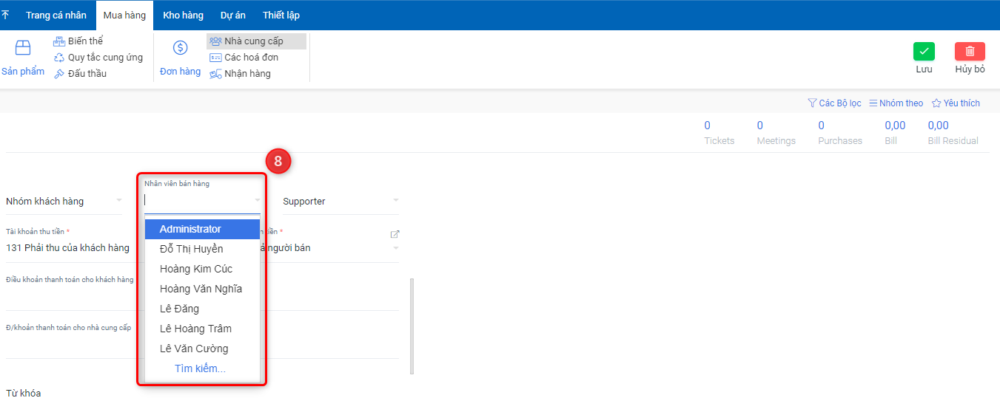 Trang cá nhân Mua hàng Kho hàng Dự án Thiết lập
Sản phẩm
Biến thể
Quy tắc cung ứng
Đấu thầu
Đơn hàng
Nhà cung cấp
Các hoá đơn
Nhận hàng
Lưu
Hủy bỏ
Các Bộ lọc Nhóm theo Yêu thích
0 0 0 0,00 0,00
Tickets Meetings Purchases Bill Bill Residual
8
Nhân viên bán hàng
Nhóm khách hàng Supporter
Tài khoản thu tiền * tiền *
131 Phải thu của khách hàng người bán
Điều khoản thanh toán cho khách hàng
Đ/khoản thanh toán cho nhà cung cấp
Từ khóa
Administrator
Đỗ Thị Huyền
Hoàng Kim Cúc
Hoàng Văn Nghĩa
Lê Đăng
Lê Hoàng Trâm
Lê Văn Cường
Tìm kiếm...